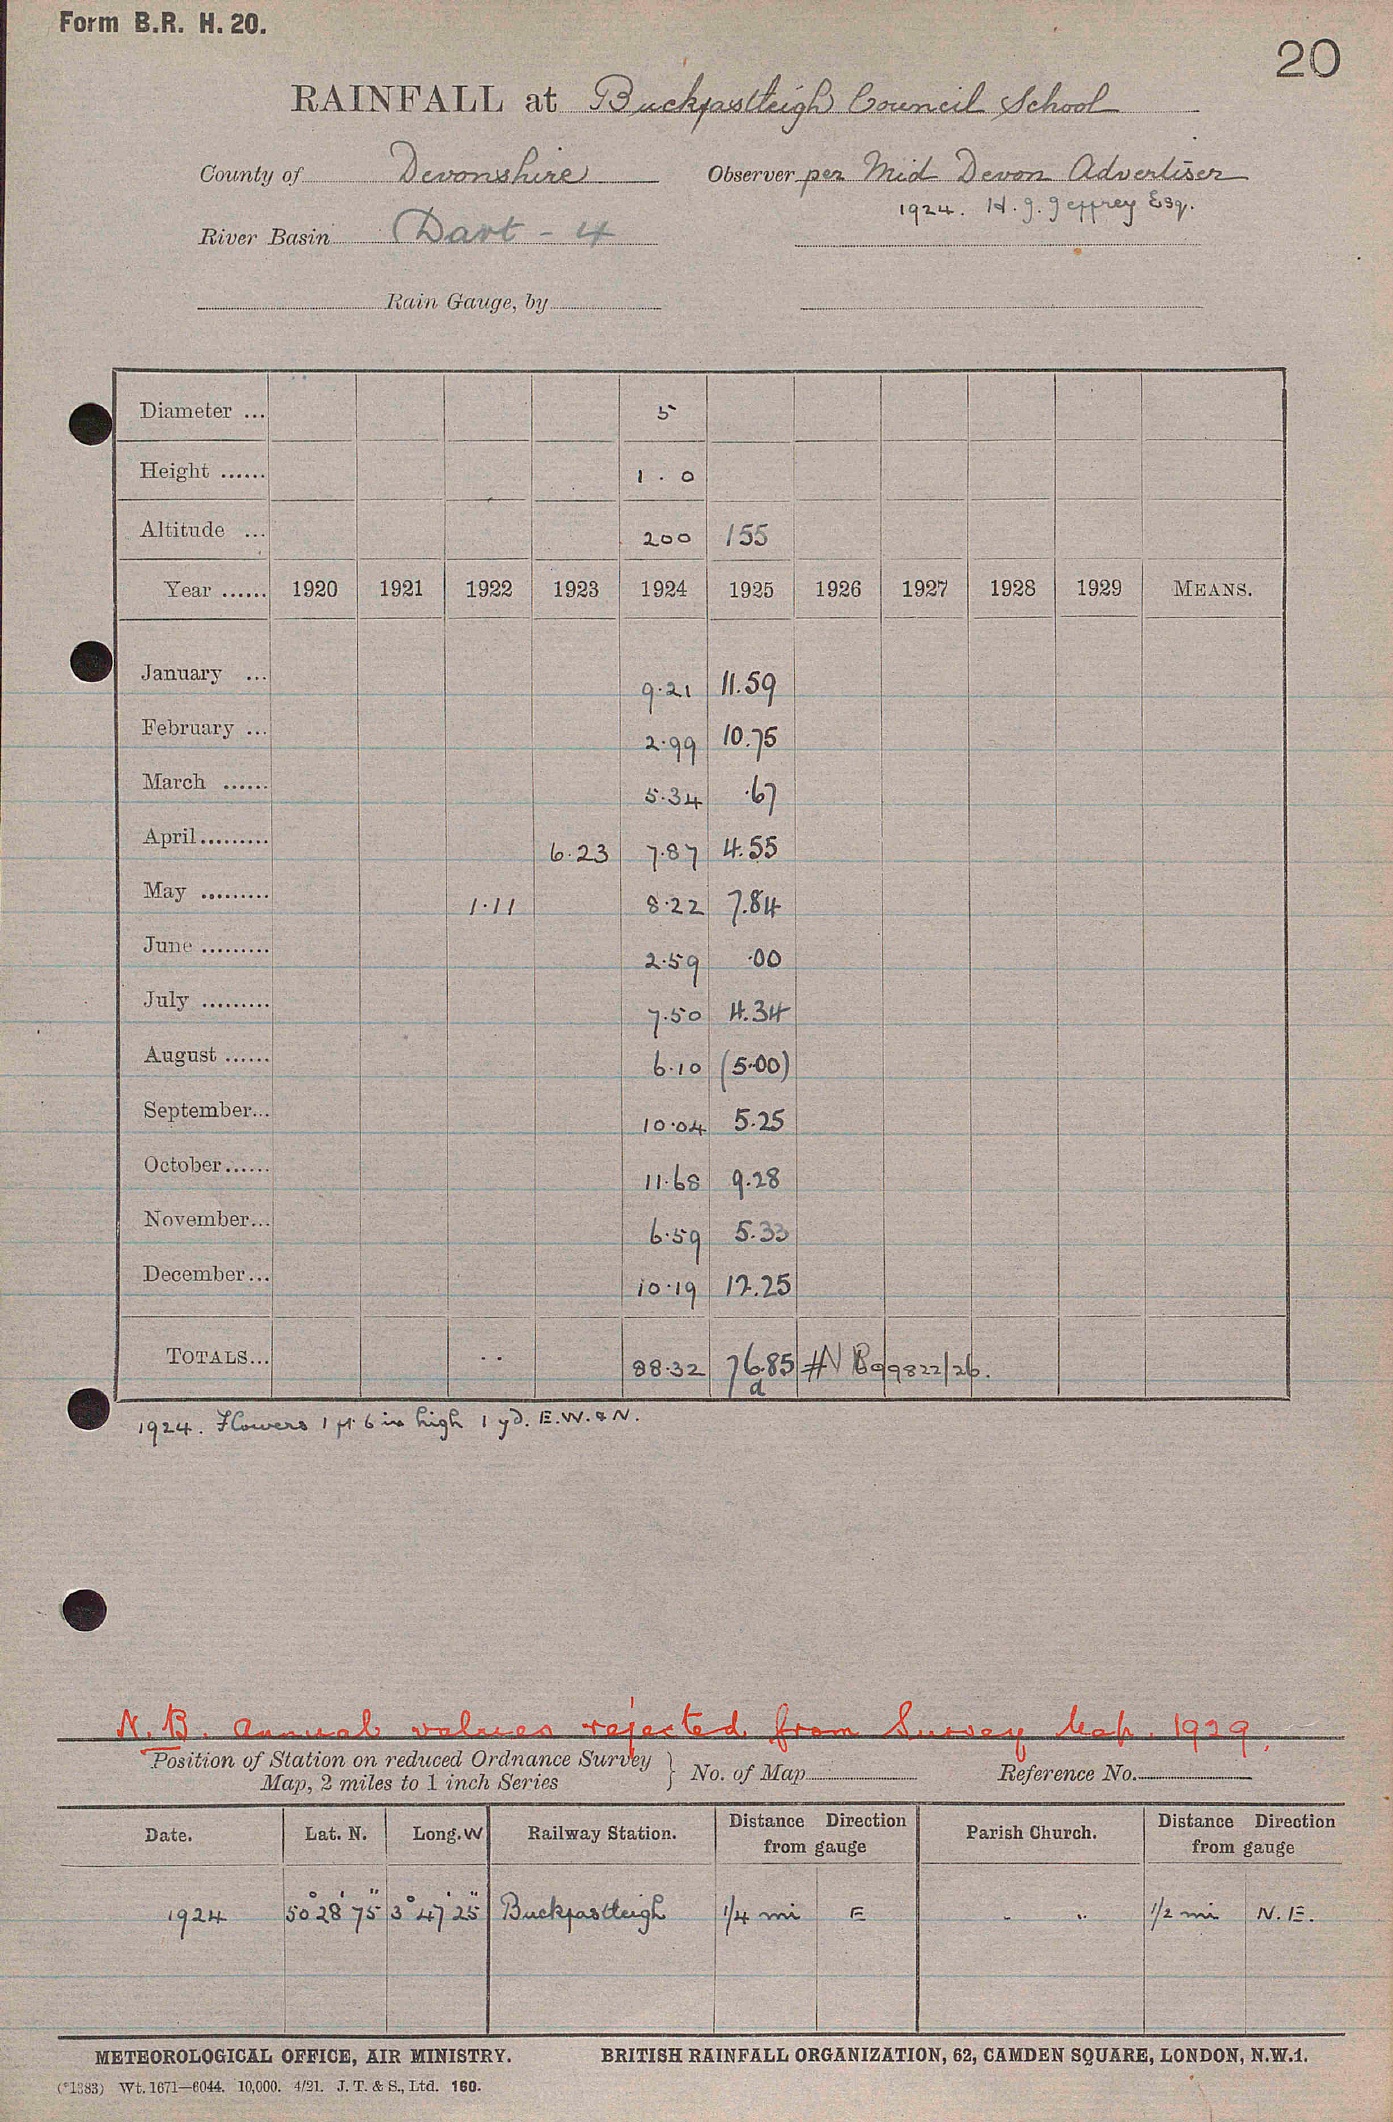 Form B.R. H. 20.
20
RAINFALL at Buckfastleigh Council School
County of Devonshire Observer per Mid Devon Advertiser
1924. H. J. Jeffrey Esq.
River Basin Dart - 4
Rain Gauge, by
Diameter ... 5
Height ...... 1 . 0
Altitude ... 200 155
Year ...... 1920 1921 1922 1923 1924 1925 1926 1927 1928 1929 MEANS.
January ... 9.21 11.59
February ... 2.99 10.75
March ...... 5.34 .67
April......... 6.23 7.87 4.55
May ......... 1.11 8.22 7.84
June ......... 2.59 .00
July ......... 7.50 4.34
August ...... 6.10 (5.00)
September... 10.04 5.25
October...... 11.68 9.28
November... 6.59 5.33
December... 10.19 12.25
TOTALS... 88.32 76.85 99822/26.
a
1924. Flowers 1 ft 6 in high 1 yd. E.W. & N.
N.B. Annual values rejected from Survey Map. 1929.
Position of Station on reduced Ordnance Survey
Map, 2 miles to 1 inch Series } No. of Map Reference No.
Date. Lat. N. Long. W Railway Station. Distance Direction from gauge Parish Church. Distance Direction from gauge
1924 50° 28' 75" 3° 47' 25" Buckfastleigh 1/4 mi E " " 1/2 mi N.E.
METEOROLOGICAL OFFICE, AIR MINISTRY. BRITISH RAINFALL ORGANIZATION, 62, CAMDEN SQUARE, LONDON, N.W.1.
(*1383) Wt. 1671—6044. 10,000. 4/21. J. T. & S., Ltd. 160.